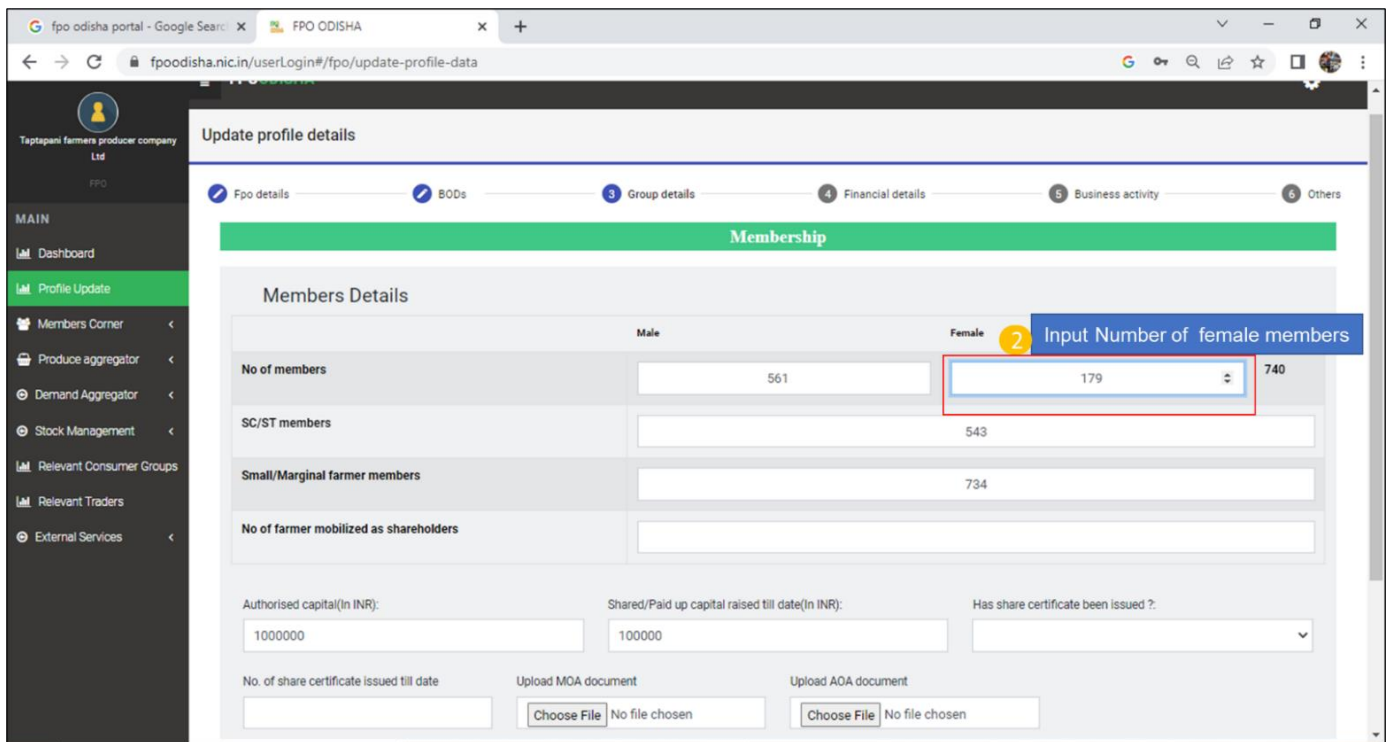 fpo odisha portal - Google Searc
FPO ODISHA
fpoodisha.nic.in/userLogin#/fpo/update-profile-data
Taptapani farmers producer company
Ltd
FPO
MAIN
Dashboard
Profile Update
Members Corner
Produce aggregator
Demand Aggregator
Stock Management
Relevant Consumer Groups
Relevant Traders
External Services
FPOODISHA
Update profile details
Fpo details
BODs
3 Group details
4 Financial details
5 Business activity
6 Others
Membership
Members Details
Male Female
2 Input Number of female members
No of members 561 179 740
SC/ST members 543
Small/Marginal farmer members 734
No of farmer mobilized as shareholders
Authorised capital(In INR): Shared/Paid up capital raised till date(In INR): Has share certificate been issued ?:
1000000 100000
No. of share certificate issued till date Upload MOA document Upload AOA document
Choose File No file chosen Choose File No file chosen